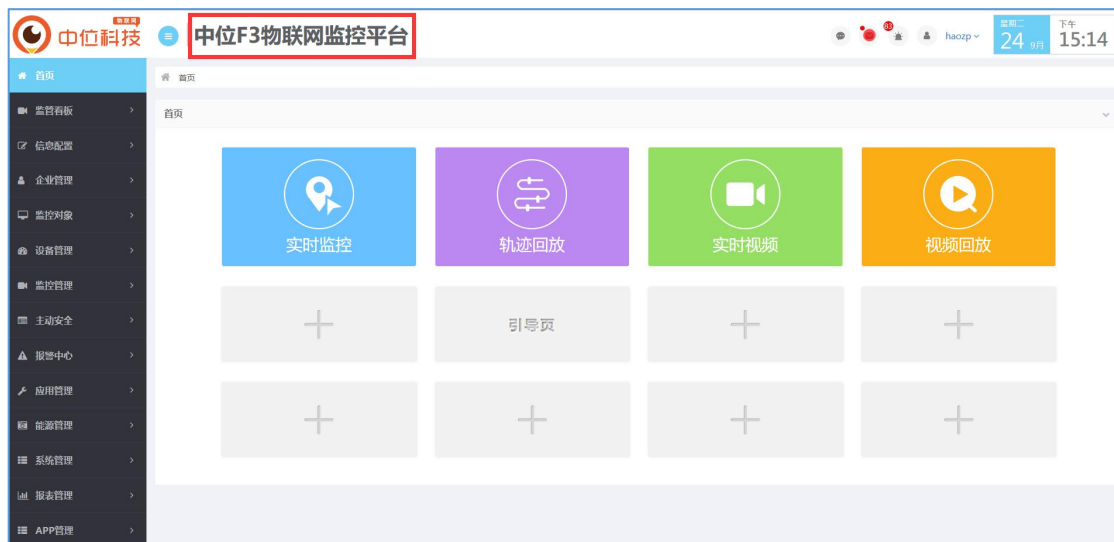 物联网
中位科技
中位F3物联网监控平台
83
haozp
星期二
24 9月
下午
15:14
首页
监管看板
信息配置
企业管理
监控对象
设备管理
监控管理
主动安全
报警中心
应用管理
能源管理
系统管理
报表管理
APP管理
首页
首页
实时监控
轨迹回放
实时视频
视频回放
引导页